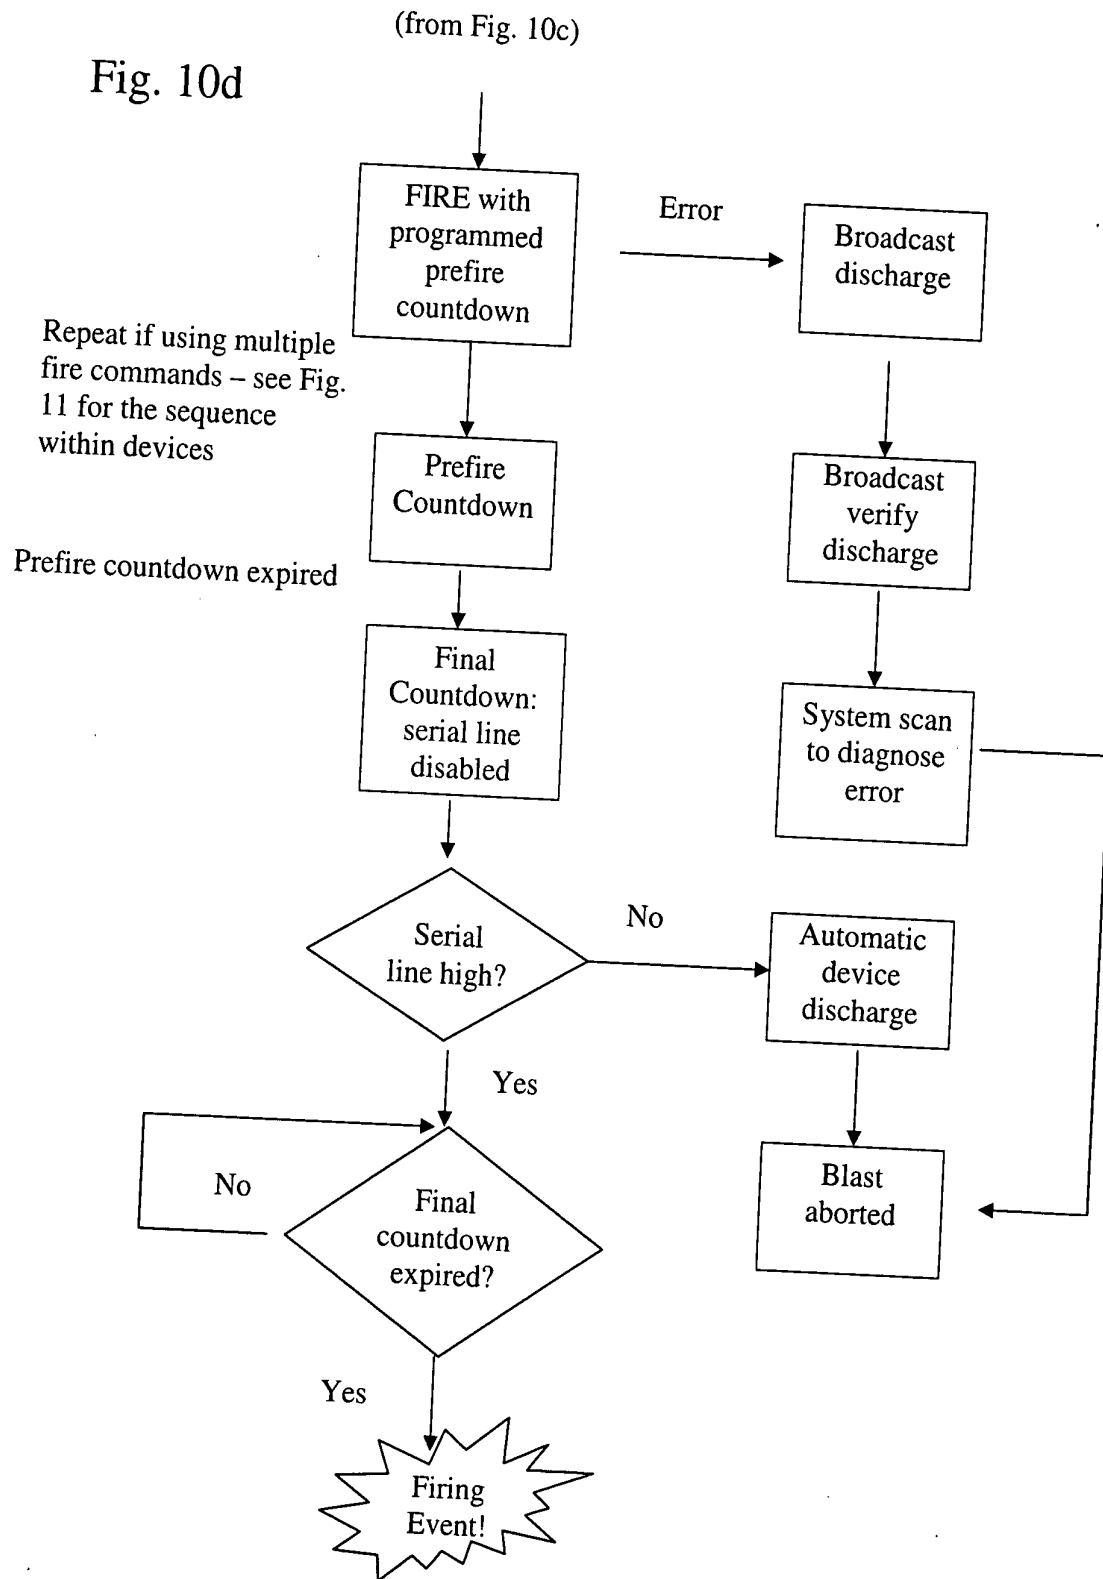 (from Fig. 10c)
Fig. 10d
FIRE with
programmed
prefire
countdown
Error
Broadcast
discharge
Repeat if using multiple
fire commands – see Fig.
11 for the sequence
within devices
Prefire
Countdown
Broadcast
verify
discharge
Prefire countdown expired
Final
Countdown:
serial line
disabled
System scan
to diagnose
error
Serial
line high?
No
Automatic
device
discharge
Yes
No
Final
countdown
expired?
Blast
aborted
Yes
Firing
Event!